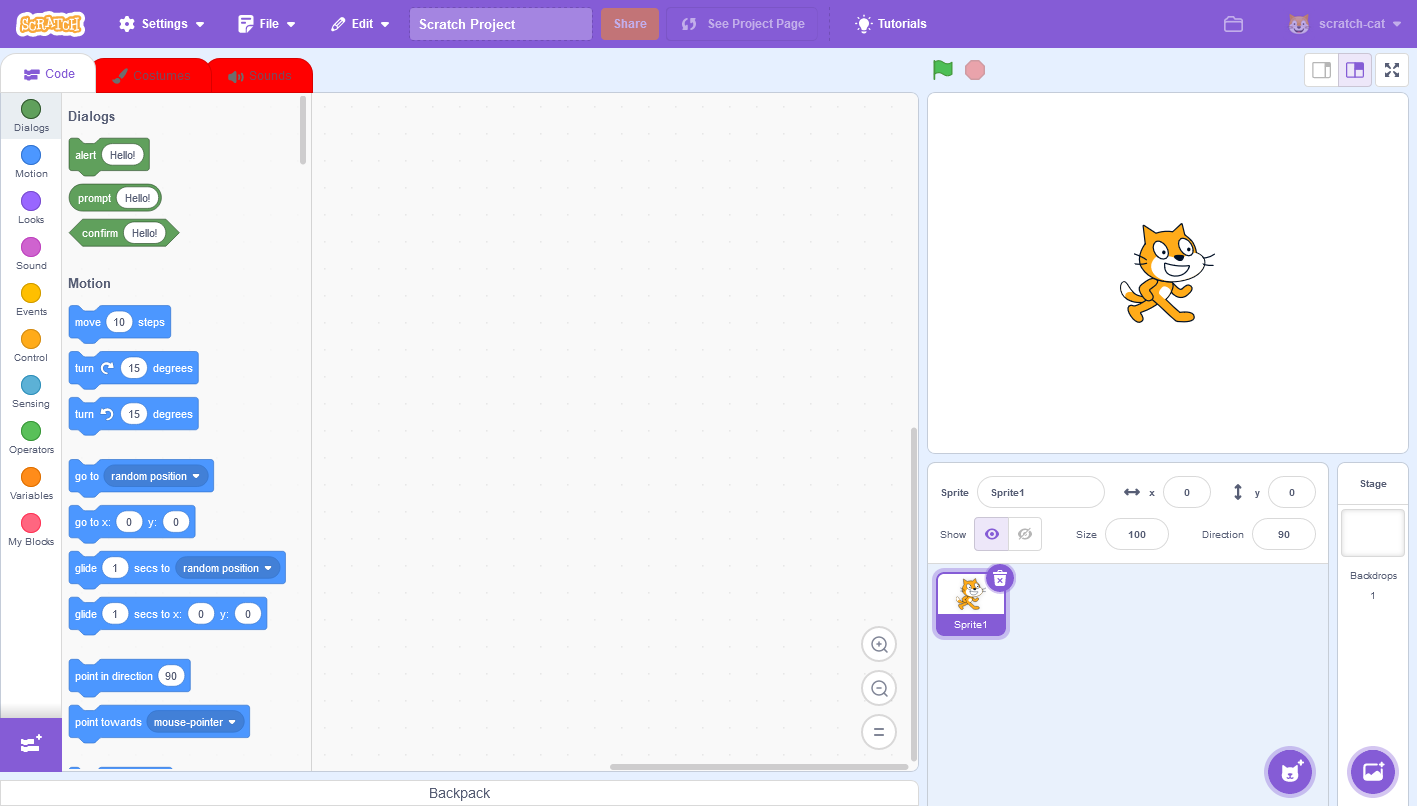 SCRATCH
Settings
File
Edit
Scratch Project
Share
See Project Page
Tutorials
scratch-cat
Code
Costumes
Sounds
Dialogs
Motion
Looks
Sound
Events
Control
Sensing
Operators
Variables
My Blocks
Dialogs
alert Hello!
prompt Hello!
confirm Hello!
Motion
move 10 steps
turn 15 degrees
turn 15 degrees
go to random position
go to x: 0 y: 0
glide 1 secs to random position
glide 1 secs to x: 0 y: 0
point in direction 90
point towards mouse-pointer
Backpack
Sprite Sprite1 x 0 y 0
Show Size 100 Direction 90
Sprite1
Stage
Backdrops
1